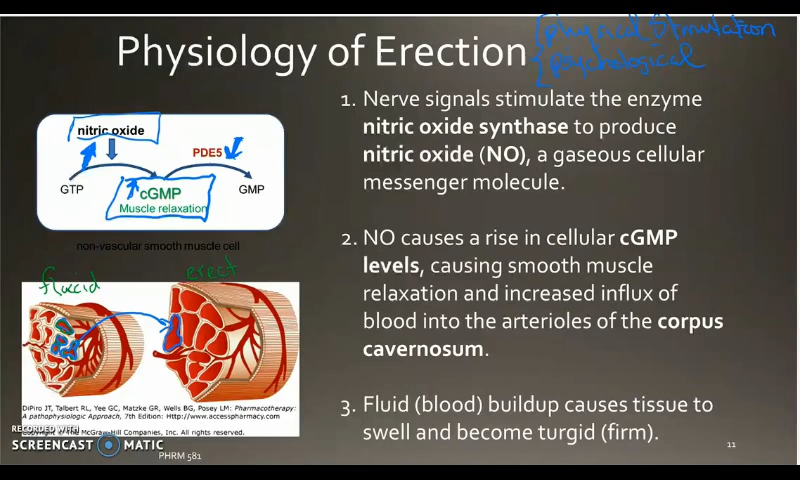 physical stimulation
Physiology of Erection
psychological
1. Nerve signals stimulate the enzyme
nitric oxide synthase to produce
nitric oxide (NO), a gaseous cellular
messenger molecule.
nitric oxide
PDE5
GTP
cGMP
GMP
Muscle relaxation
non-vascular smooth muscle cell
2. NO causes a rise in cellular cGMP
levels, causing smooth muscle
relaxation and increased influx of
blood into the arterioles of the corpus
cavernosum.
flaccid
erect
DiPiro JT, Talbert RL, Yee GC, Matzke GR, Wells BG, Posey LM: Pharmacotherapy:
A pathophysiologic Approach, 7th Edition: Http://www.accesspharmacy.com
Copyright © The McGraw-Hill Companies, Inc. All rights reserved.
3. Fluid (blood) buildup causes tissue to
swell and become turgid (firm).
RECORDED WITH
SCREENCAST MATIC
PHRM 581
11